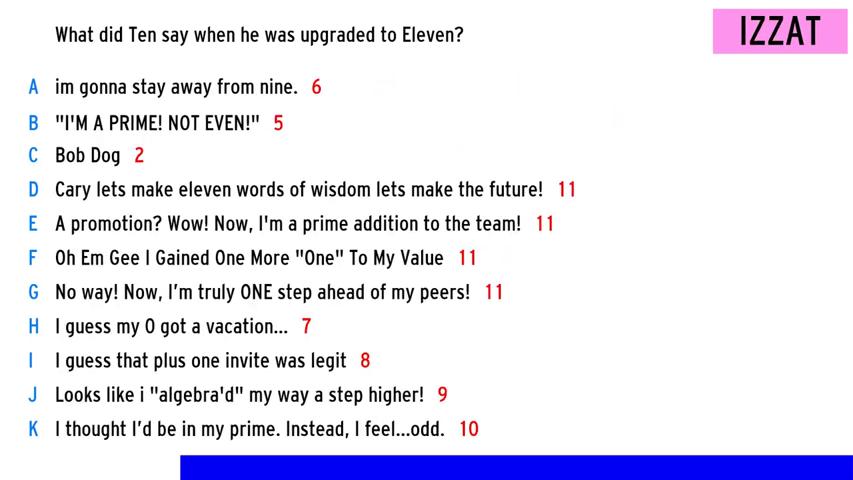 What did Ten say when he was upgraded to Eleven?
IZZAT
A im gonna stay away from nine. 6
B "I'M A PRIME! NOT EVEN!" 5
C Bob Dog 2
D Cary lets make eleven words of wisdom lets make the future! 11
E A promotion? Wow! Now, I'm a prime addition to the team! 11
F Oh Em Gee I Gained One More "One" To My Value 11
G No way! Now, I’m truly ONE step ahead of my peers! 11
H I guess my 0 got a vacation... 7
I I guess that plus one invite was legit 8
J Looks like i "algebra'd" my way a step higher! 9
K I thought I’d be in my prime. Instead, I feel...odd. 10